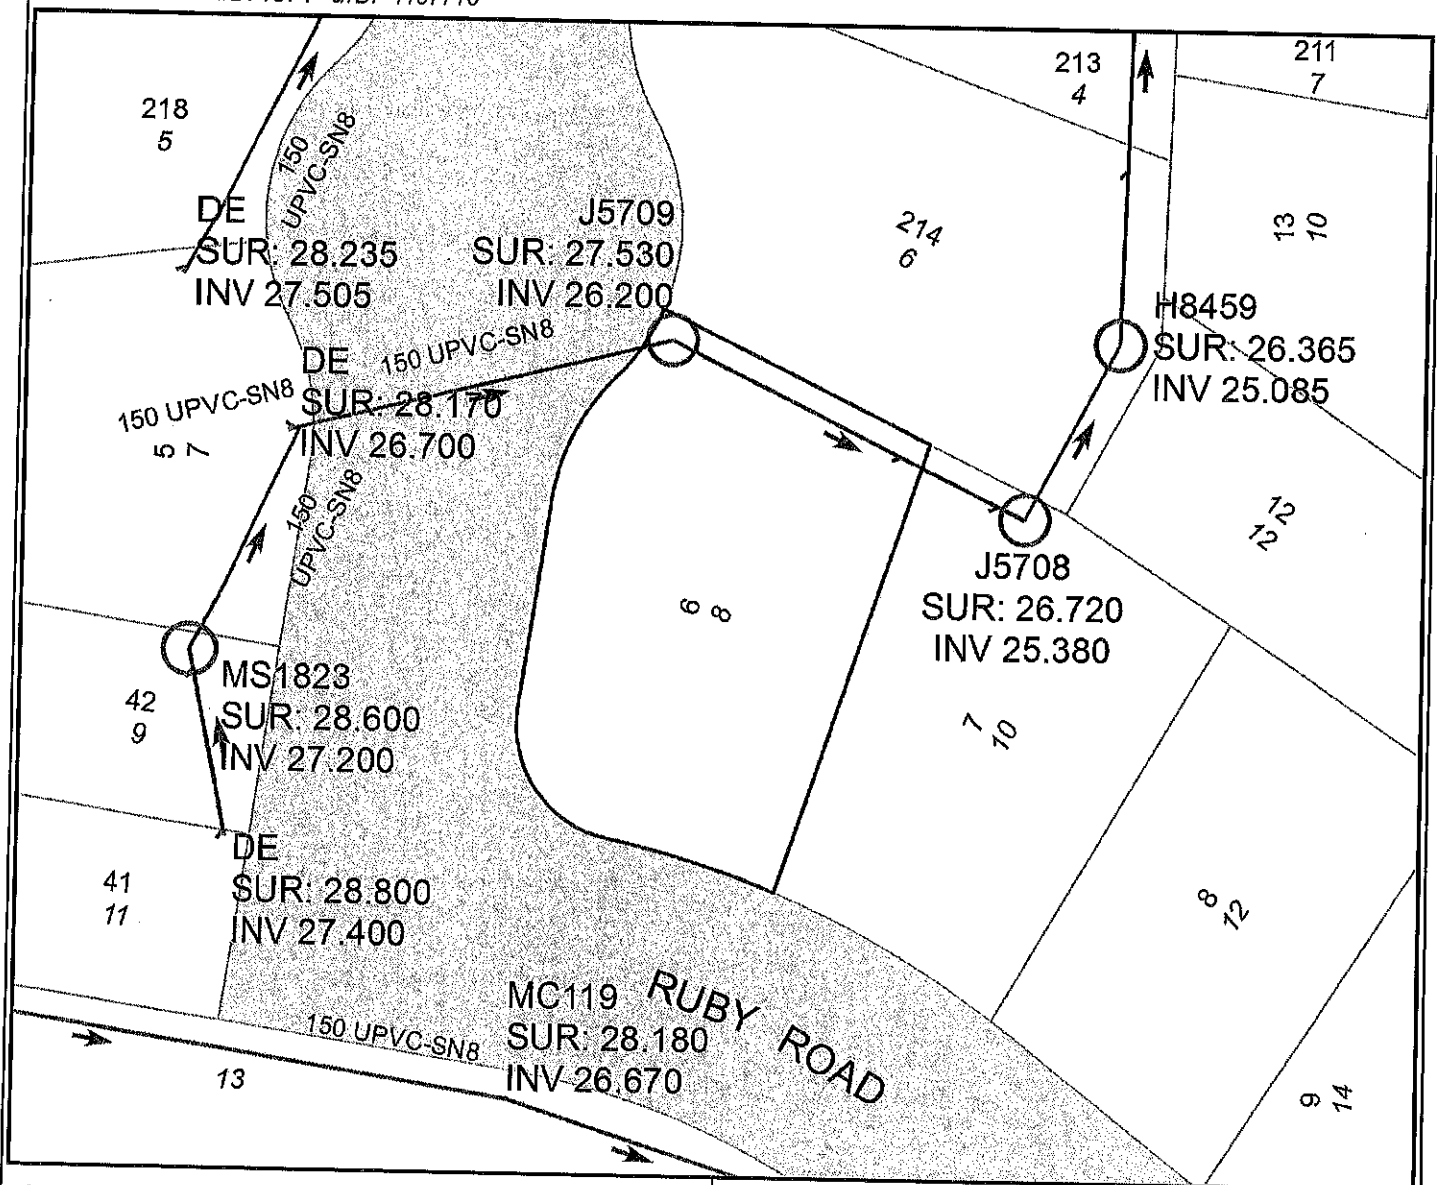 218
5
150
UPVC-SN8
DE
SUR: 28.235
INV 27.505
J5709
SUR: 27.530
INV 26.200
213
4
211
7
214
6
13
10
H8459
SUR: 26.365
INV 25.085
DE
SUR: 28.170
INV 26.700
150 UPVC-SN8
150 UPVC-SN8
5
7
150
UPVC-SN8
12
12
J5708
SUR: 26.720
INV 25.380
6
8
MS1823
SUR: 28.600
INV 27.200
42
9
7
10
DE
SUR: 28.800
INV 27.400
41
11
8
12
MC119
SUR: 28.180
INV 26.670
RUBY ROAD
150 UPVC-SN8
13
9
14